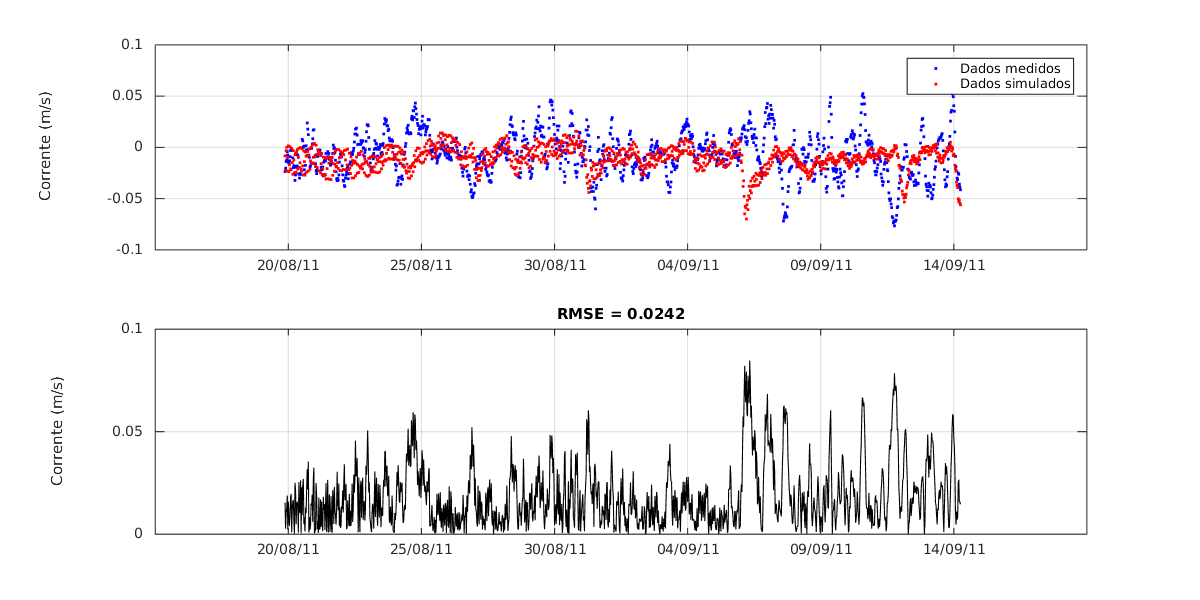 0.1
0.05
0
-0.05
-0.1
Corrente (m/s)
Dados medidos
Dados simulados
20/08/11 25/08/11 30/08/11 04/09/11 09/09/11 14/09/11
RMSE = 0.0242
0.1
0.05
0
Corrente (m/s)
20/08/11 25/08/11 30/08/11 04/09/11 09/09/11 14/09/11